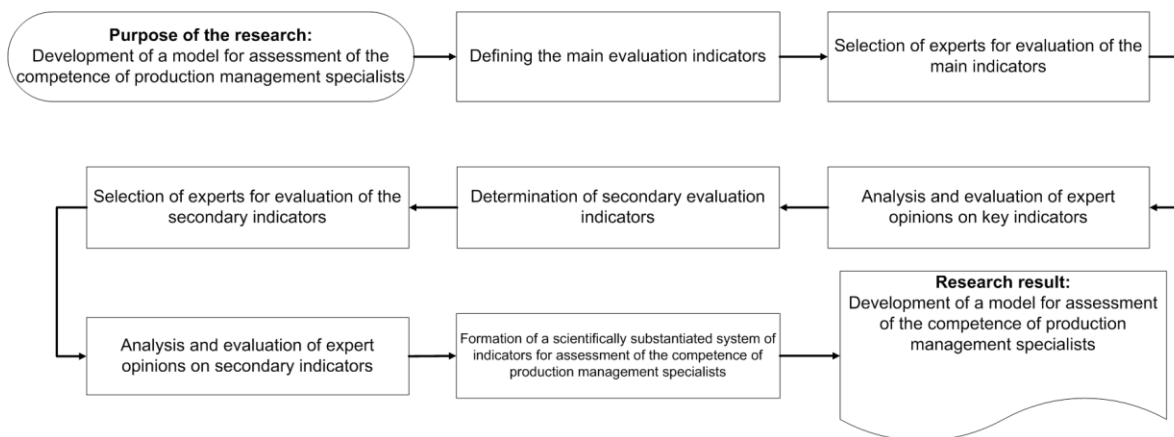 Purpose of the research:
Development of a model for assessment of the
competence of production management specialists
Defining the main evaluation indicators
Selection of experts for evaluation of the
main indicators
Analysis and evaluation of expert
opinions on key indicators
Determination of secondary evaluation
indicators
Selection of experts for evaluation of the
secondary indicators
Analysis and evaluation of expert
opinions on secondary indicators
Formation of a scientifically substantiated system of
indicators for assessment of the competence of
production management specialists
Research result:
Development of a model for assessment
of the competence of production
management specialists